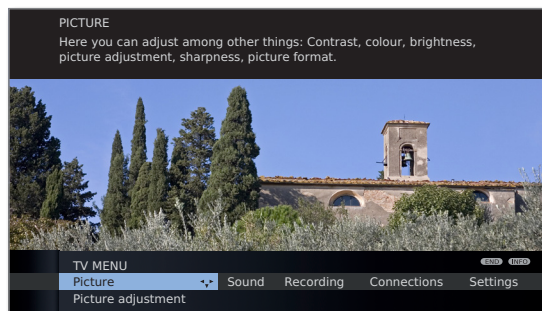 PICTURE
Here you can adjust among other things: Contrast, colour, brightness,
picture adjustment, sharpness, picture format.
TV MENU END INFO
Picture Sound Recording Connections Settings
Picture adjustment